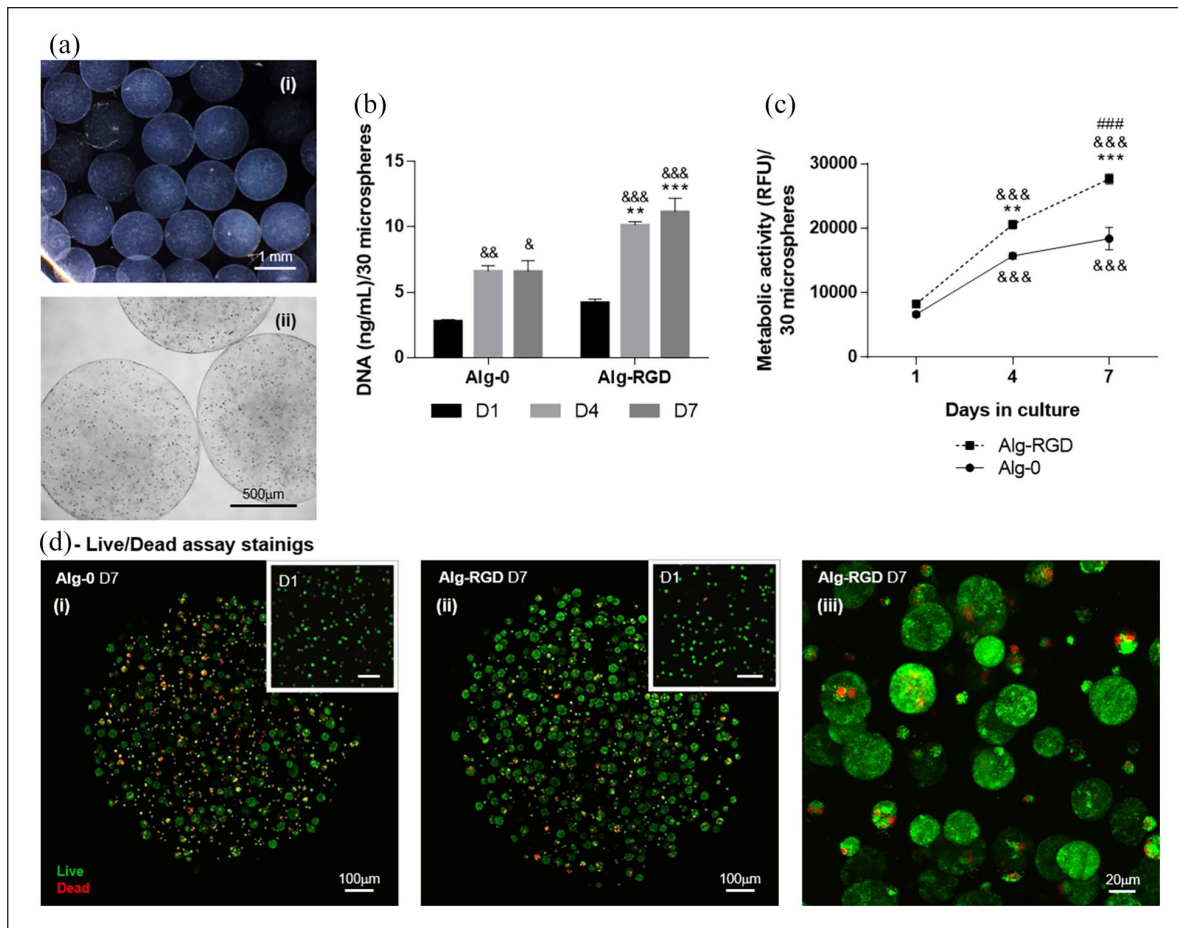 (a)
(i)
1 mm
(ii)
500μm
(b)
DNA (ng/mL)/30 microspheres
15
10
5
0
&&
&
&&&
**
&&&
***
Alg-0
Alg-RGD
D1
D4
D7
(c)
Metabolic activity (RFU)/
30 microspheres
30000
20000
10000
0
&&&
**
&&&
###
&&&
***
&&&
1
4
7
Days in culture
Alg-RGD
Alg-0
(d) - Live/Dead assay stainigs
Alg-0 D7
(i)
D1
Live
Dead
100μm
Alg-RGD D7
(ii)
D1
100μm
Alg-RGD D7
(iii)
20μm